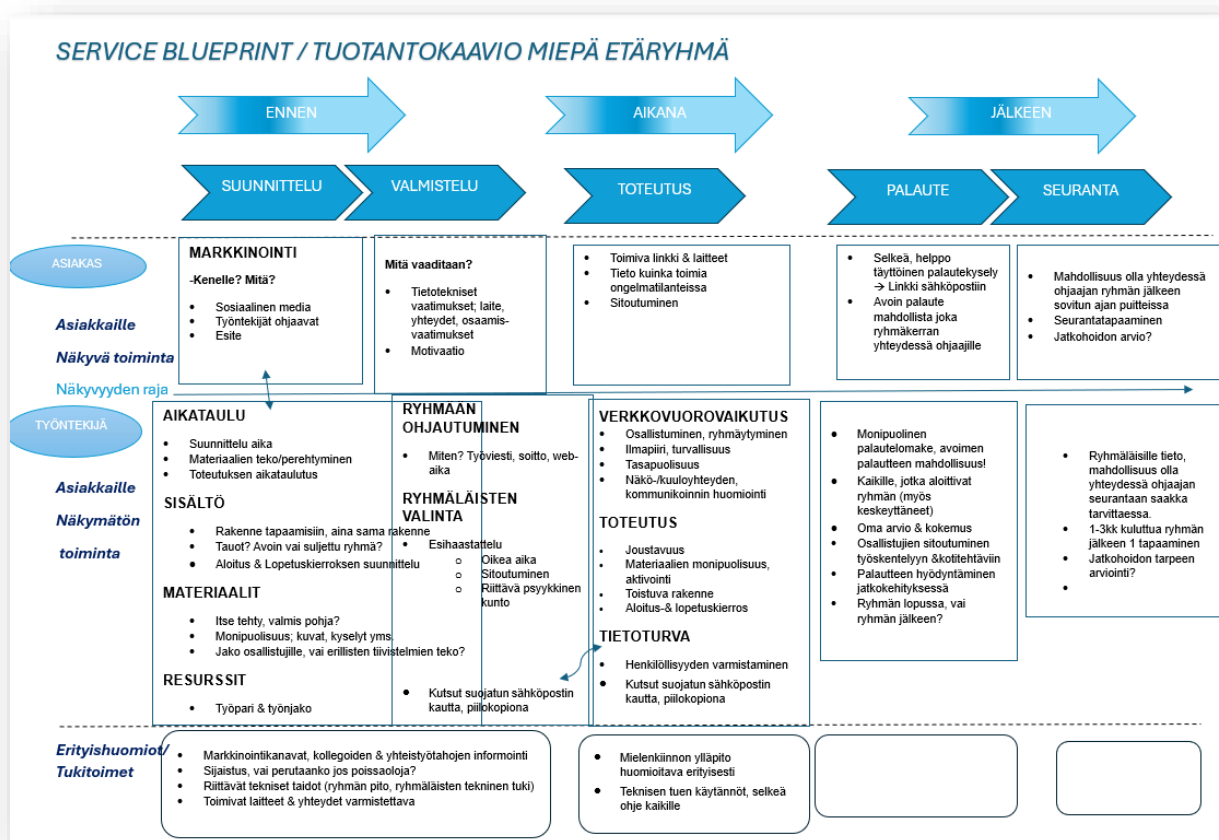 SERVICE BLUEPRINT / TUOTANTOKAAVIO MIEPÄ ETÄRYHMÄ
ENNEN
AIKANA
JÄLKEEN
SUUNNITTELU
VALMISTELU
TOTEUTUS
PALAUTE
SEURANTA
ASIAKAS
Asiakkaille
Näkyvä toiminta
Näkyvyyden raja
MARKKINOINTI
-Kenelle? Mitä?
• Sosiaalinen media
• Työntekijät ohjaavat
• Esite
Mitä vaaditaan?
• Tietotekniset
vaatimukset; laite,
yhteydet, osaamis-
vaatimukset
• Motivaatio
• Toimiva linkki & laitteet
• Tieto kuinka toimia
ongelmatilanteissa
• Sitoutuminen
• Selkeä, helppo
täyttöinen palautekysely
→ Linkki sähköpostiin
• Avoin palaute
mahdollista joka
ryhmäkerran
yhteydessä ohjaajille
• Mahdollisuus olla yhteydessä
ohjaajan ryhmän jälkeen
sovitun ajan puitteissa
• Seurantatapaaminen
• Jatkohoidon arvio?
TYÖNTEKIJÄ
Asiakkaille
Näkymätön
toiminta
AIKATAULU
• Suunnittelu aika
• Materiaalien teko/perehtyminen
• Toteutuksen aikataulutus
SISÄLTÖ
• Rakenne tapaamisiin, aina sama rakenne
• Tauot? Avoin vai suljettu ryhmä?
• Aloitus & Lopetuskierroksen suunnittelu
MATERIAALIT
• Itse tehty, valmis pohja?
• Monipuolisuus; kuvat, kyselyt yms.
• Jako osallistujille, vai erillisten tiivistelmien teko?
RESURSSIT
• Työpari & työnjako
RYHMÄÄN
OHJAUTUMINEN
• Miten? Työviesti, soitto, web-
aika
RYHMÄLÄISTEN
VALINTA
• Esihaastattelu
o Oikea aika
o Sitoutuminen
o Riittävä psyykkinen
kunto
• Kutsut suojatun sähköpostin
kautta, piilokopiona
VERKKOVUOROVAIKUTUS
• Osallistuminen, ryhmäytyminen
• Ilmapiiri, turvallisuus
• Tasapuolisuus
• Näkö-/kuuloyhteyden,
kommunikoinnin huomiointi
TOTEUTUS
• Joustavuus
• Materiaalien monipuolisuus,
aktivointi
• Toistuva rakenne
• Aloitus-& lopetuskierros
TIETOTURVA
• Henkilöllisyyden varmistaminen
• Kutsut suojatun sähköpostin
kautta, piilokopiona
• Monipuolinen
palautelomake, avoimen
palautteen mahdollisuus!
• Kaikille, jotka aloittivat
ryhmän (myös
keskeyttäneet)
• Oma arvio & kokemus
• Osallistujien sitoutuminen
työskentelyyn &kotitehtäviin
• Palautteen hyödyntäminen
jatkokehityksessä
• Ryhmän lopussa, vai
ryhmän jälkeen?
• Ryhmäläisille tieto,
mahdollisuus olla
yhteydessä ohjaajan
seurantaan saakka
tarvittaessa.
• 1-3kk kuluttua ryhmän
jälkeen 1 tapaaminen
• Jatkohoidon tarpeen
arviointi?
•
Erityishuomiot/
Tukitoimet
• Markkinointikanavat, kollegoiden & yhteistyötahojen informointi
• Sijaistus, vai perutaanko jos poissaoloja?
• Riittävät tekniset taidot (ryhmän pito, ryhmäläisten tekninen tuki)
• Toimivat laitteet & yhteydet varmistettava
• Mielenkiinnon ylläpito
huomioitava erityisesti
• Teknisen tuen käytännöt, selkeä
ohje kaikille